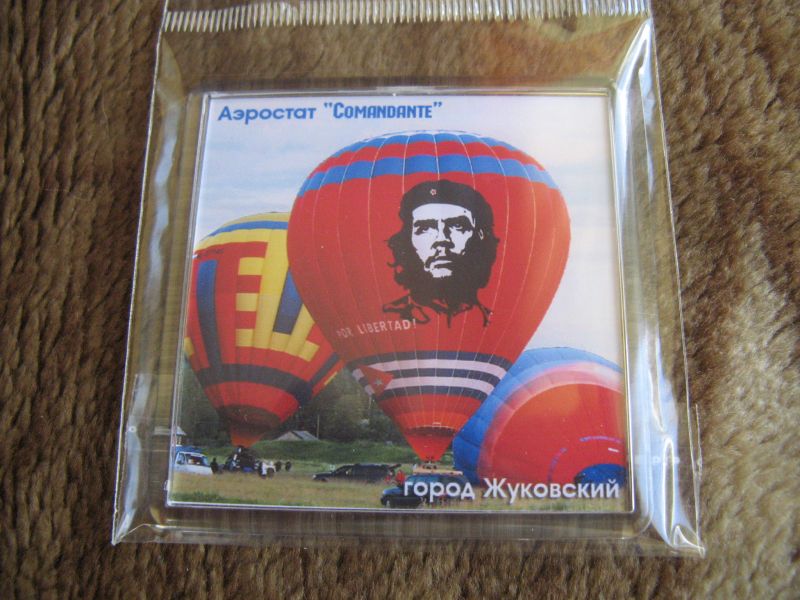 Аэростат "COMANDANTE"
POR LIBERTAD!
город Жуковский